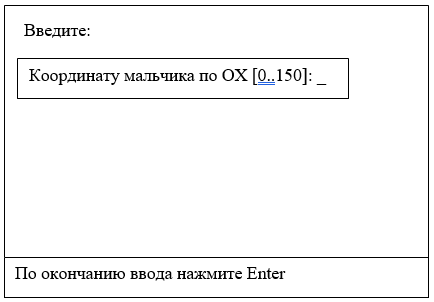 Введите:
Координату мальчика по OX [0..150]: _
По окончанию ввода нажмите Enter